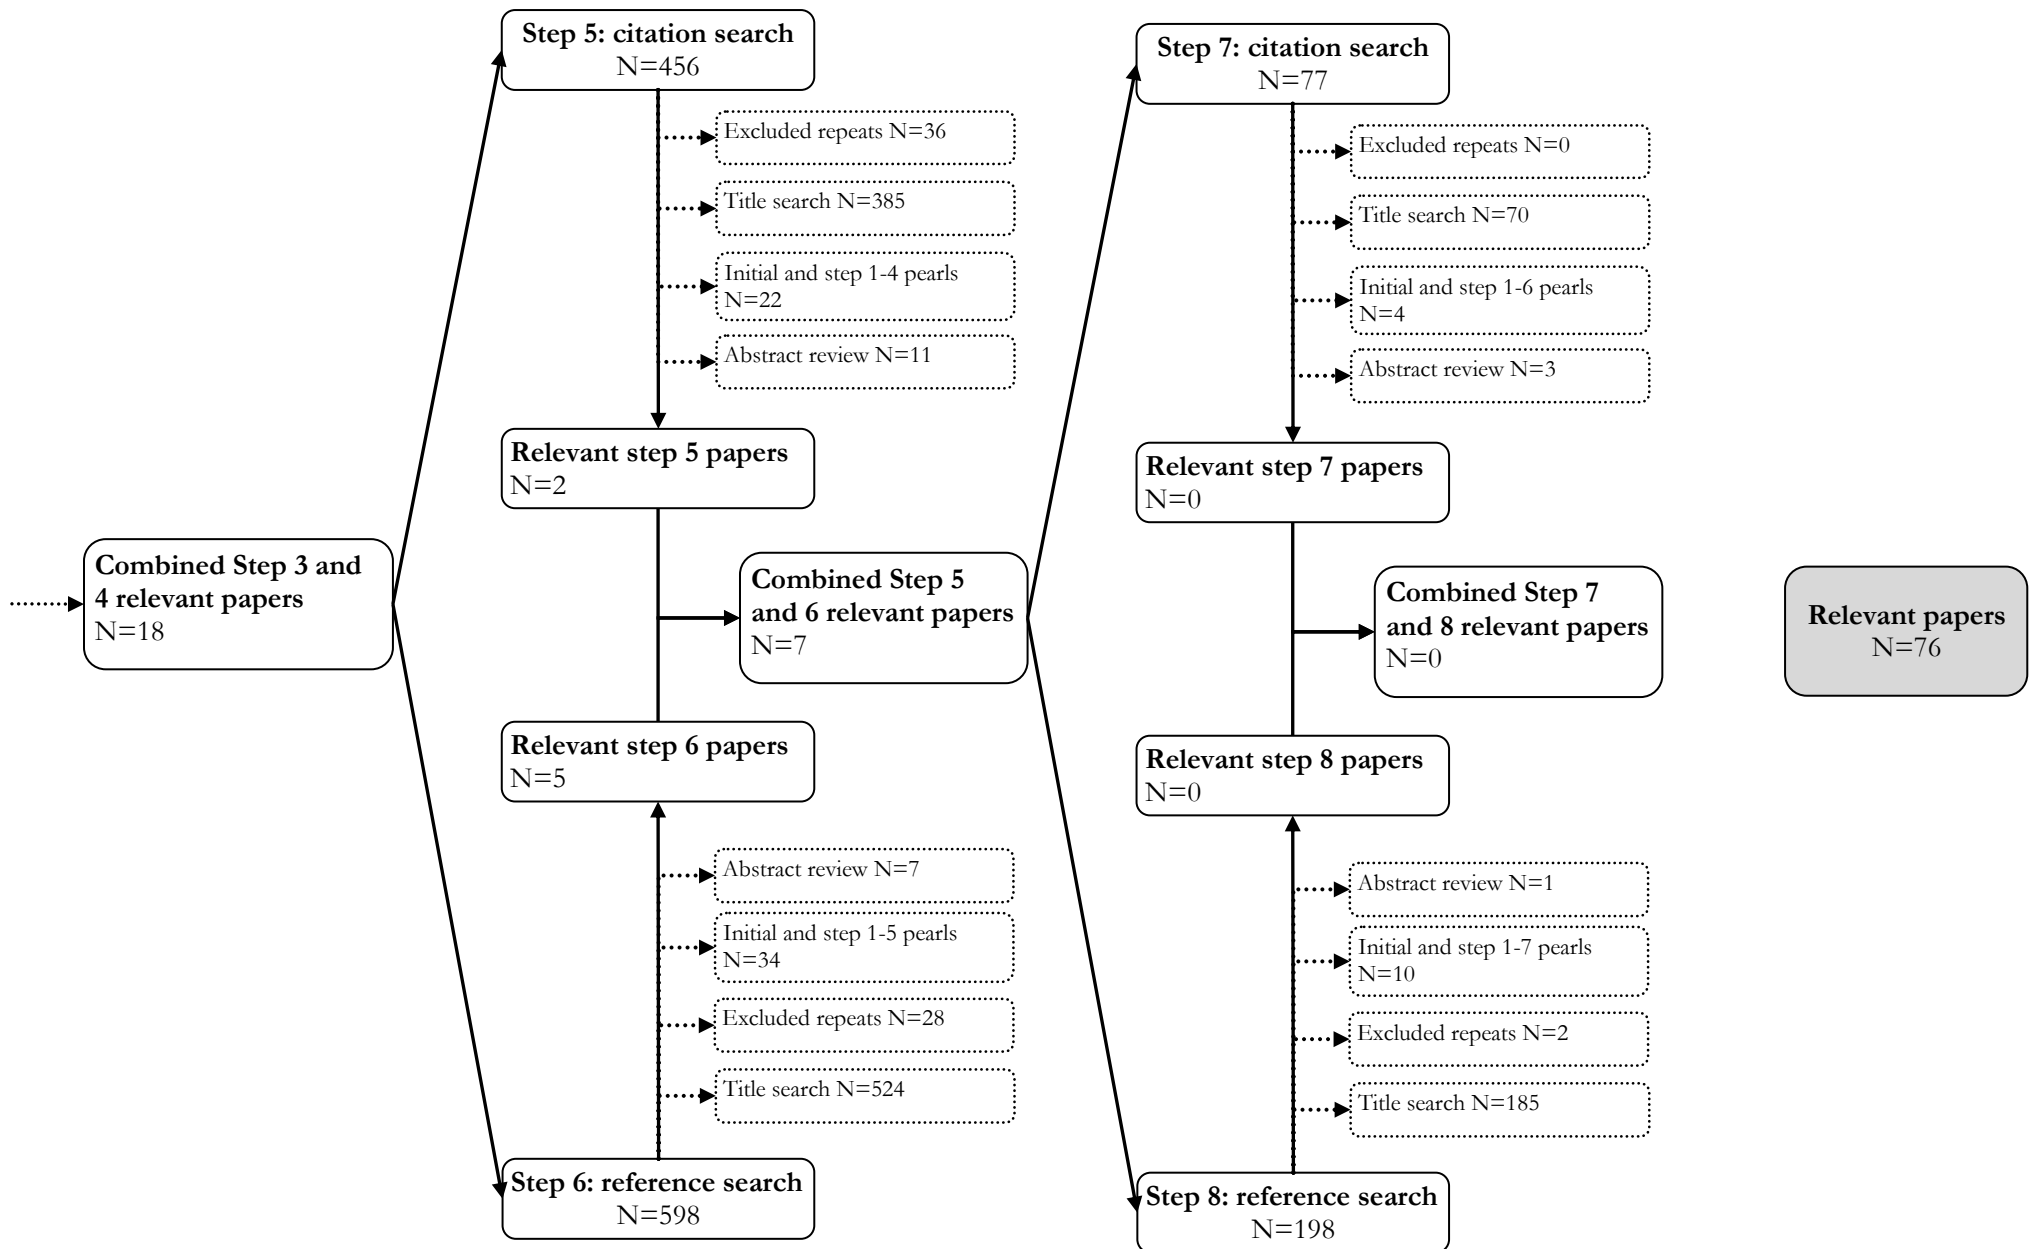 Combined Step 3 and
4 relevant papers
N=18
Step 5: citation search
N=456
Excluded repeats N=36
Title search N=385
Initial and step 1-4 pearls
N=22
Abstract review N=11
Relevant step 5 papers
N=2
Combined Step 5
and 6 relevant papers
N=7
Relevant step 6 papers
N=5
Abstract review N=7
Initial and step 1-5 pearls
N=34
Excluded repeats N=28
Title search N=524
Step 6: reference search
N=598
Step 7: citation search
N=77
Excluded repeats N=0
Title search N=70
Initial and step 1-6 pearls
N=4
Abstract review N=3
Relevant step 7 papers
N=0
Combined Step 7
and 8 relevant papers
N=0
Relevant step 8 papers
N=0
Abstract review N=1
Initial and step 1-7 pearls
N=10
Excluded repeats N=2
Title search N=185
Step 8: reference search
N=198
Relevant papers
N=76